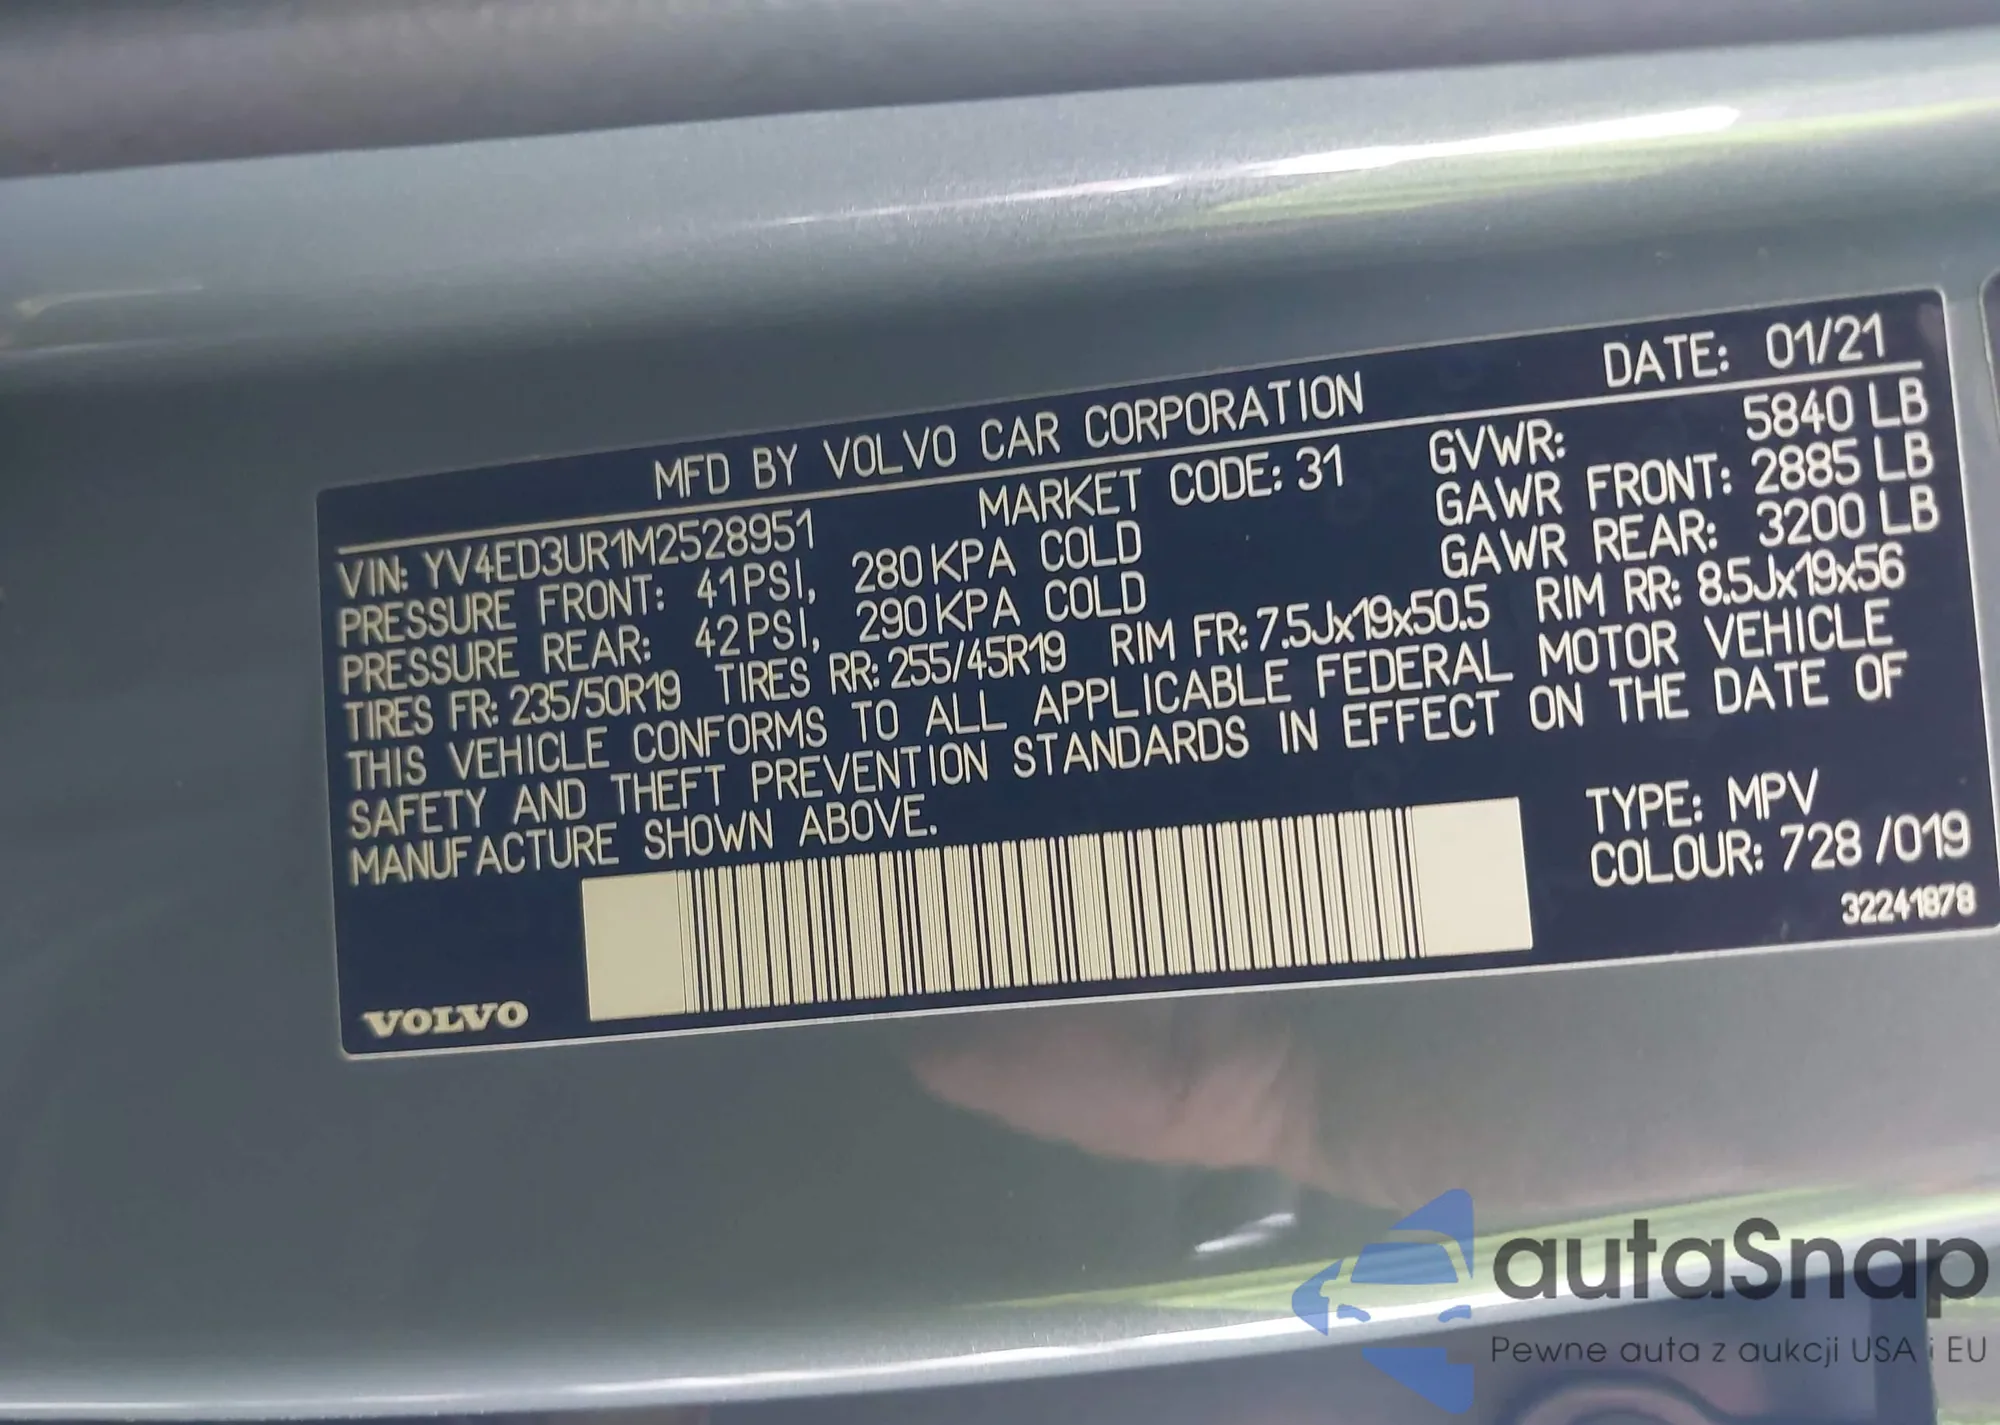 MFD BY VOLVO CAR CORPORATION DATE: 01/21
VIN: YV4ED3UR1M2528951 MARKET CODE: 31 GVWR: 5840 LB
PRESSURE FRONT: 41PSI, 280KPA COLD GAWR FRONT: 2885 LB
PRESSURE REAR: 42PSI, 290KPA COLD GAWR REAR: 3200 LB
TIRES FR: 235/50R19 TIRES RR: 255/45R19 RIM FR: 7.5Jx19x50.5 RIM RR: 8.5Jx19x56
THIS VEHICLE CONFORMS TO ALL APPLICABLE FEDERAL MOTOR VEHICLE
SAFETY AND THEFT PREVENTION STANDARDS IN EFFECT ON THE DATE OF
MANUFACTURE SHOWN ABOVE.
TYPE: MPV
COLOUR: 728 /019
32241878
VOLVO
autaSnap
Pewne auta z aukcji USA i EU